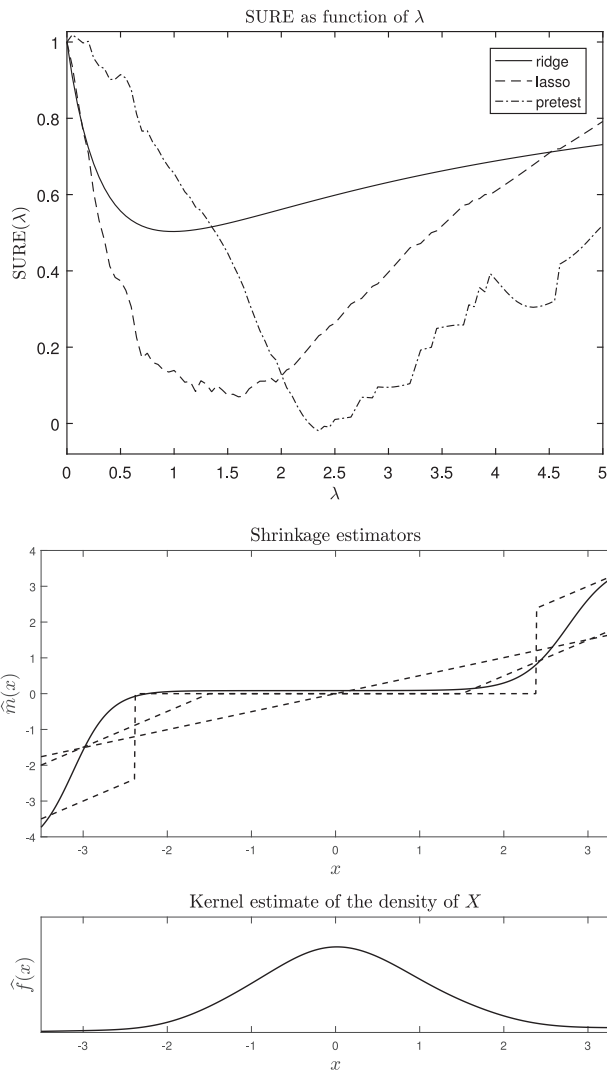 SURE as function of λ
SURE(λ)
1
0.8
0.6
0.4
0.2
0
ridge
lasso
pretest
0 0.5 1 1.5 2 2.5 3 3.5 4 4.5 5
λ
Shrinkage estimators
m̂(x)
4
3
2
1
0
-1
-2
-3
-4
-3 -2 -1 0 1 2 3
x
Kernel estimate of the density of X
f̂(x)
-3 -2 -1 0 1 2 3
x